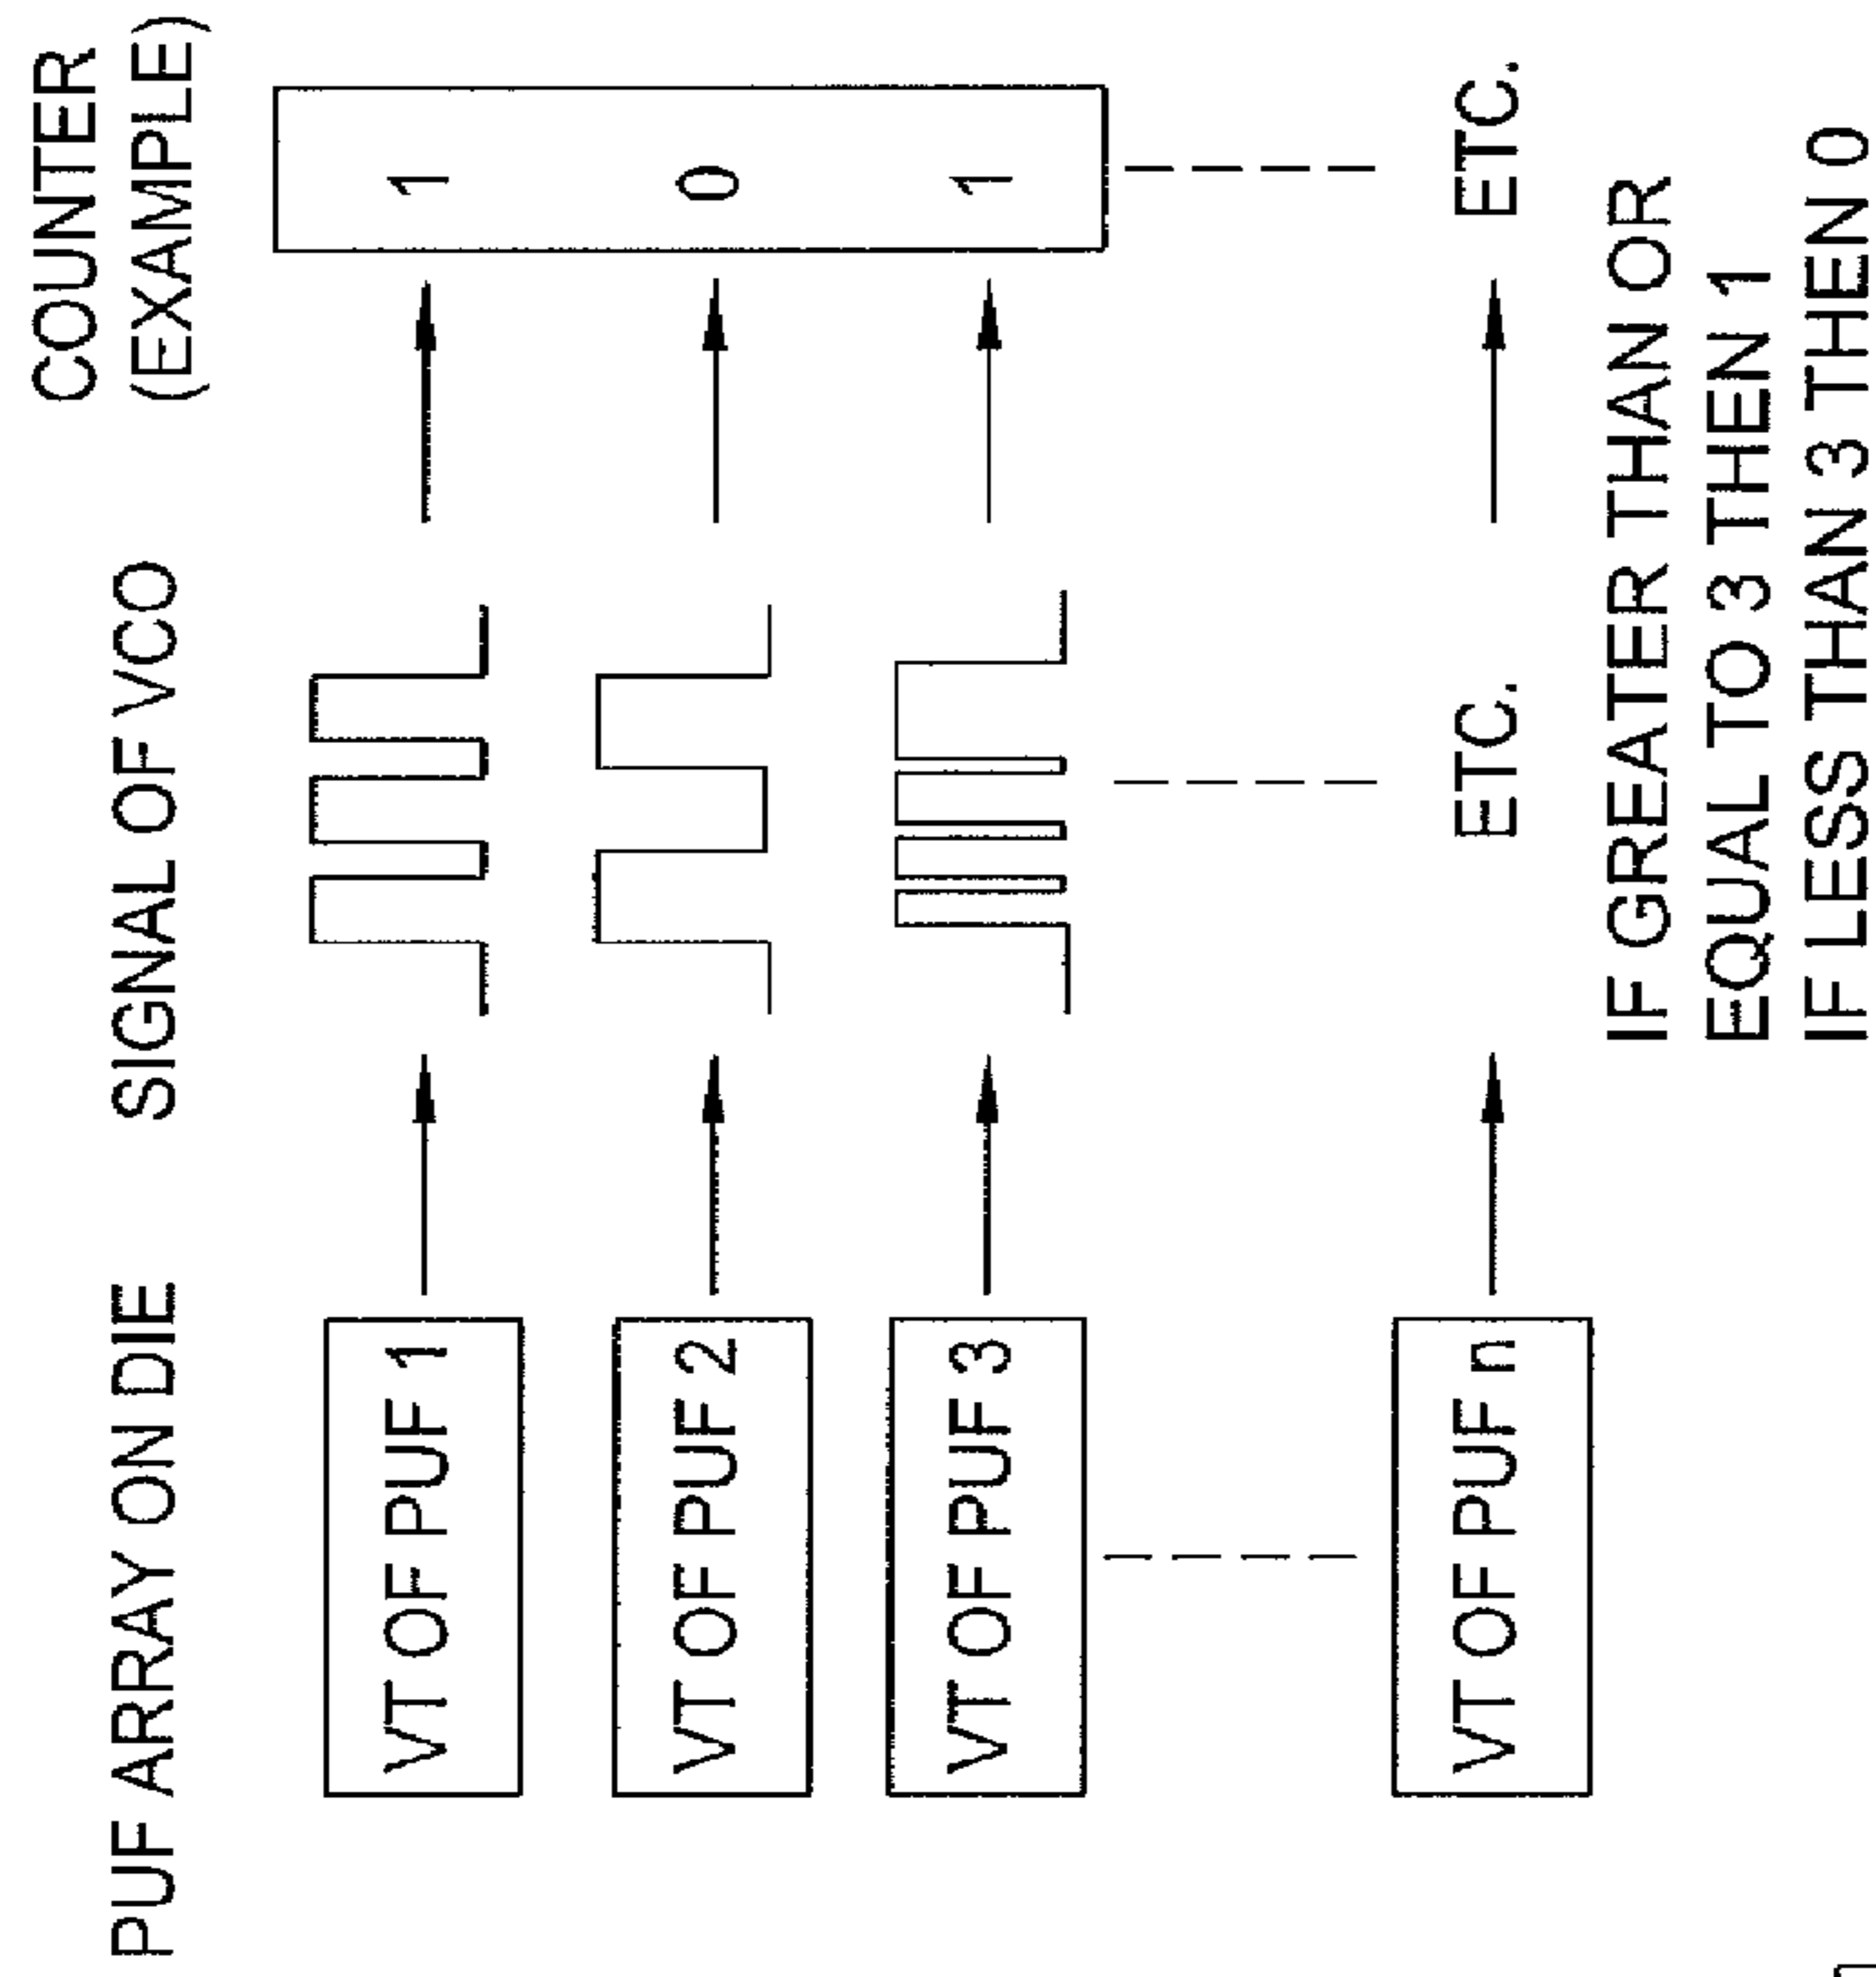 PUF ARRAY ON DIE
SIGNAL OF VCO
COUNTER
(EXAMPLE)
VT OF PUF 1
1
VT OF PUF 2
0
VT OF PUF 3
1
VT OF PUF n
ETC.
ETC.
IF GREATER THAN OR
EQUAL TO 3 THEN 1
IF LESS THAN 3 THEN 0